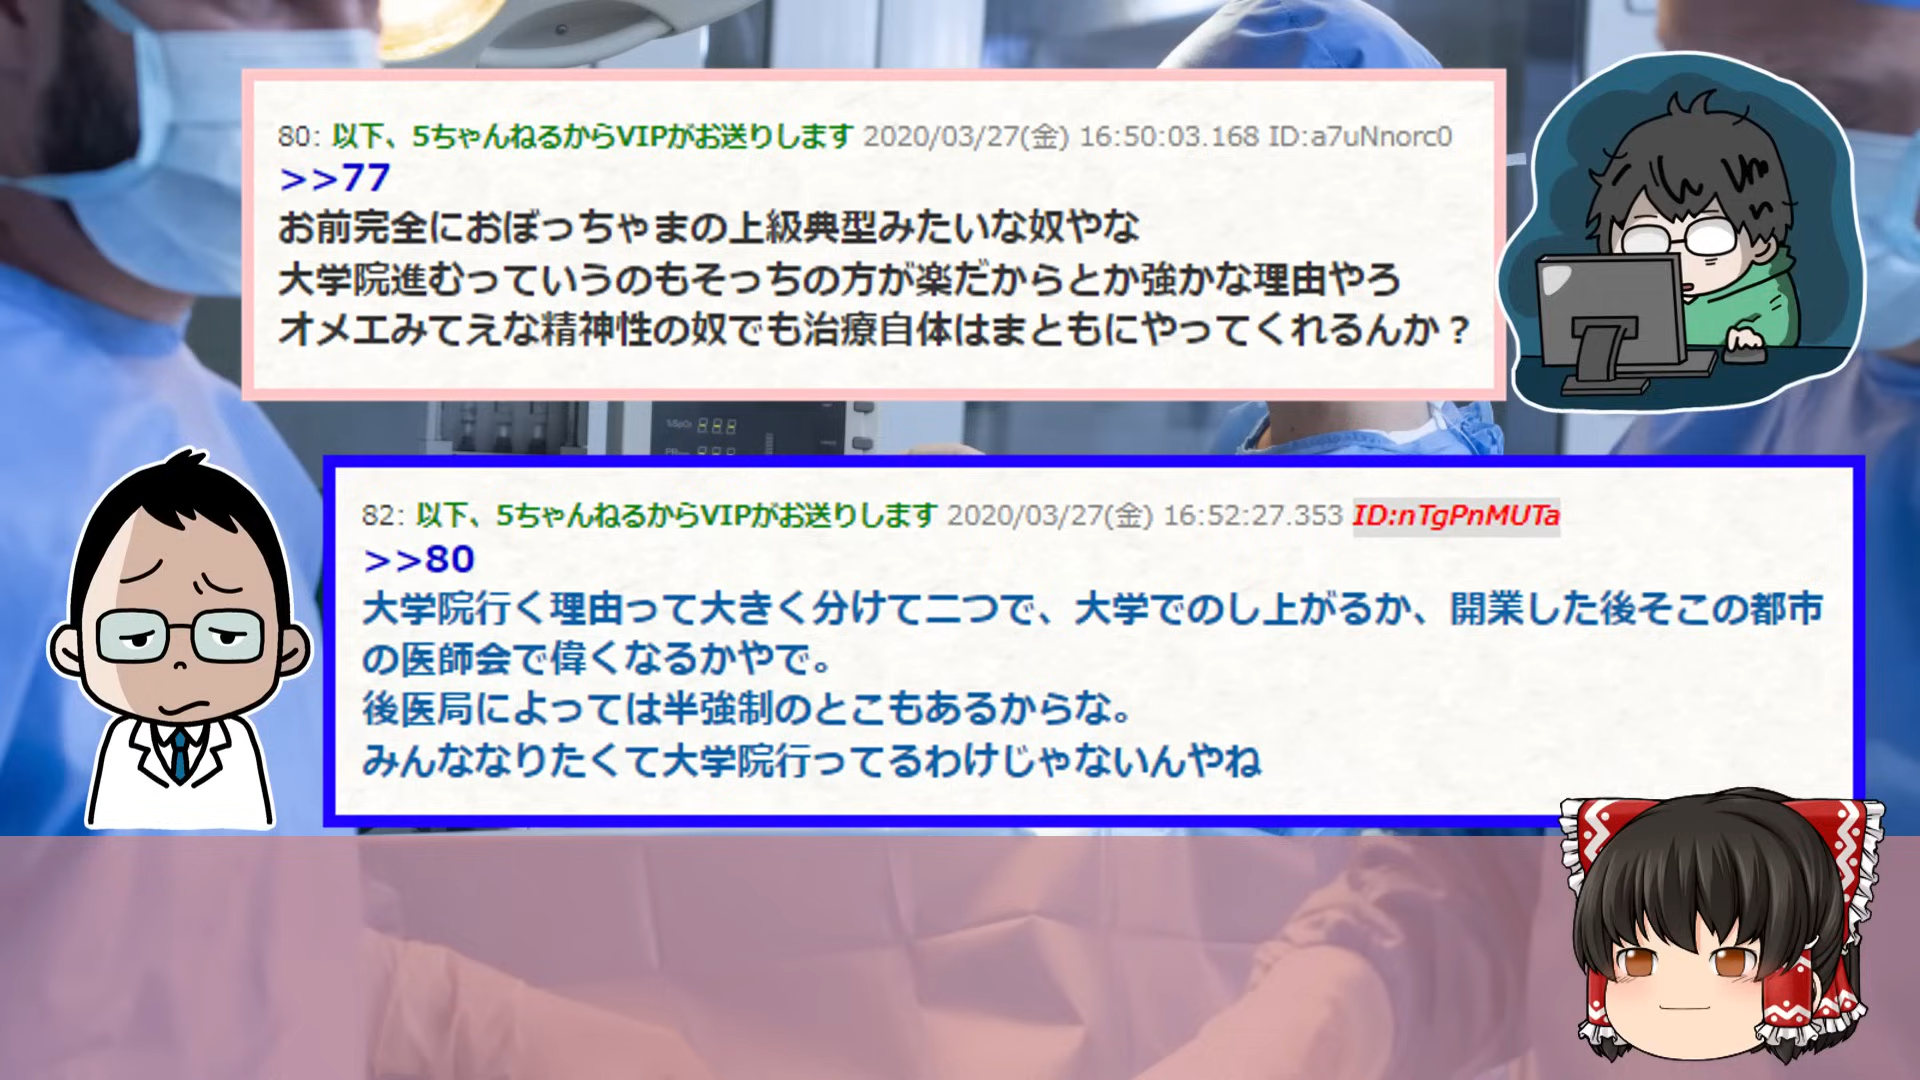 80: 以下、5ちゃんねるからVIPがお送りします 2020/03/27(金) 16:50:03.168 ID:a7uNnorc0
>>77
お前完全におぼっちゃまの上級典型みたいな奴やな
大学院進むっていうのもそっちの方が楽だからとか強かな理由やろ
オメエみてえな精神性の奴でも治療自体はまともにやってくれるんか？
%SpO₂
82: 以下、5ちゃんねるからVIPがお送りします 2020/03/27(金) 16:52:27.353 ID:nTgPnMUTa
>>80
大学院行く理由って大きく分けて二つで、大学でのし上がるか、開業した後そこの都市
の医師会で偉くなるかやで。
後医局によっては半強制のとこもあるからな。
みんななりたくて大学院行ってるわけじゃないんやね